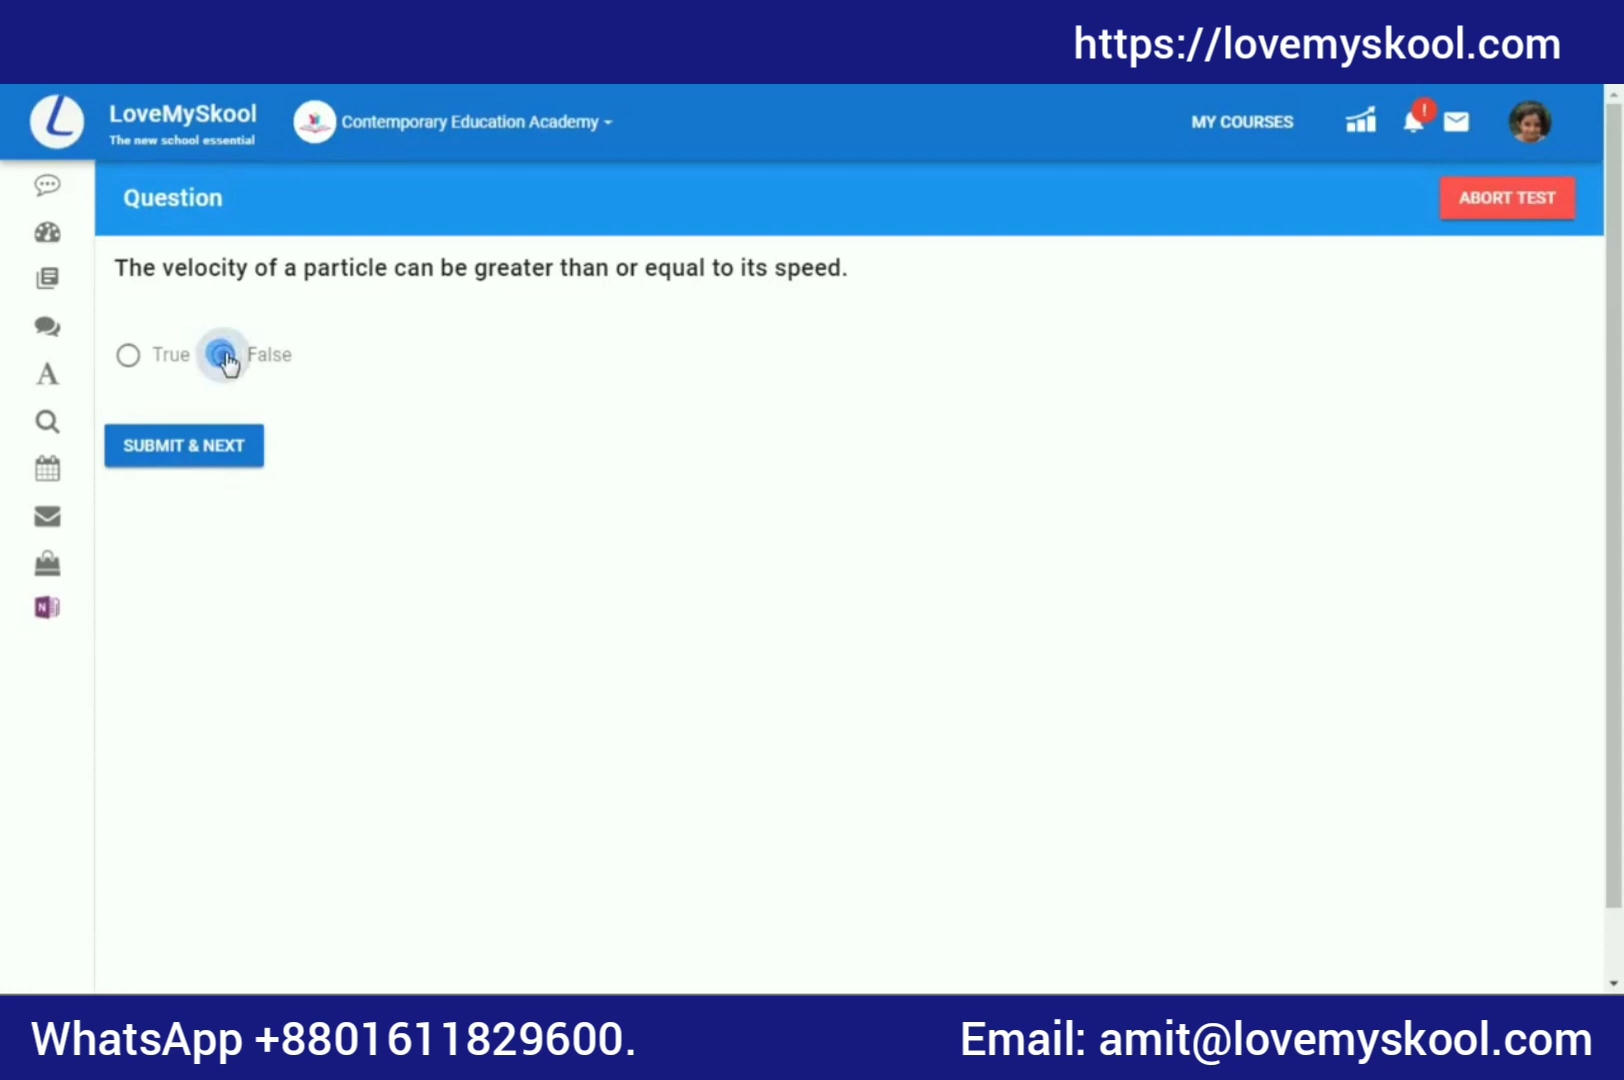 https://lovemyskool.com
LoveMySkool
The new school essential
Contemporary Education Academy
MY COURSES
!
Question
ABORT TEST
The velocity of a particle can be greater than or equal to its speed.
True
False
SUBMIT & NEXT
A
N
WhatsApp +8801611829600.
Email: amit@lovemyskool.com